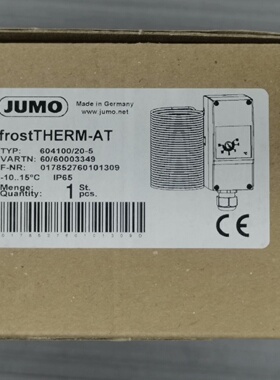 JUMO
Made in Germany
www.jumo.net
frostTHERM-AT
TYP: 604100/20-5
VARTN: 60/60003349
F-NR: 017852760101309
-10..15°C IP65
Menge: 1 St.
Quantity: pcs.
CE